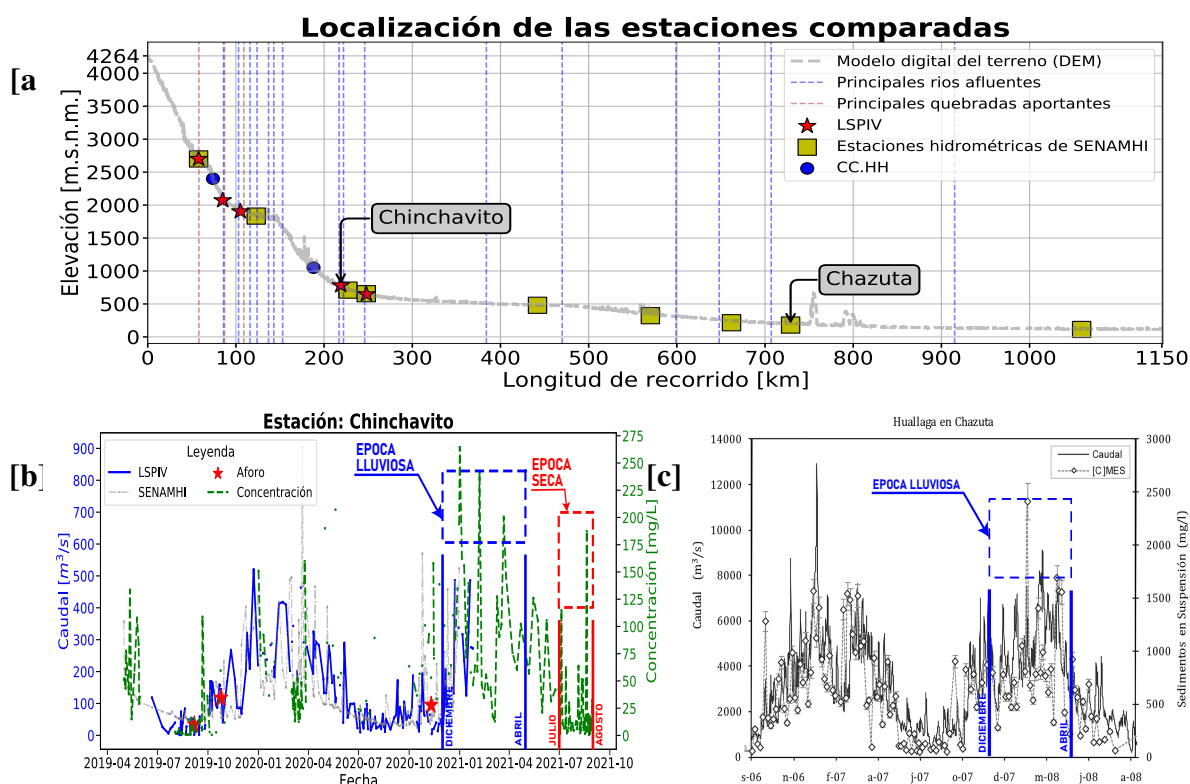 Localización de las estaciones comparadas
[a
Elevación [m.s.n.m.]
4264
4000
3500
3000
2500
2000
1500
1000
500
0
Modelo digital del terreno (DEM)
Principales rios afluentes
Principales quebradas aportantes
LSPIV
Estaciones hidrométricas de SENAMHI
CC.HH
Chinchavito
Chazuta
0 100 200 300 400 500 600 700 800 900 1000 1150
Longitud de recorrido [km]
[b]
Estación: Chinchavito
Caudal [m³/s]
900
800
700
600
500
400
300
200
100
0
Leyenda
LSPIV
Aforo
SENAMHI
Concentración
EPOCA
LLUVIOSA
EPOCA
SECA
DICIEMBRE
ABRIL
JULIO
AGOSTO
275
250
225
200
175
150
125
100
75
50
25
0
Concentración [mg/L]
2019-04 2019-07 2019-10 2020-01 2020-04 2020-07 2020-10 2021-01 2021-04 2021-07 2021-10
Fecha
[c]
Huallaga en Chazuta
Caudal (m³/s)
14000
12000
10000
8000
6000
4000
2000
0
Caudal
[C]MES
EPOCA LLUVIOSA
DICIEMBRE
ABRIL
3000
2500
2000
1500
1000
500
0
Sedimentos en Suspensión (mg/l)
s-06 n-06 f-07 a-07 j-07 o-07 d-07 m-08 j-08 a-08